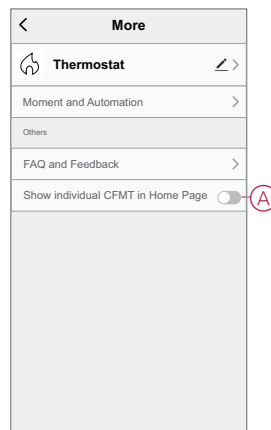 More
Thermostat
Moment and Automation
Others
FAQ and Feedback
Show individual CFMT in Home Page
A